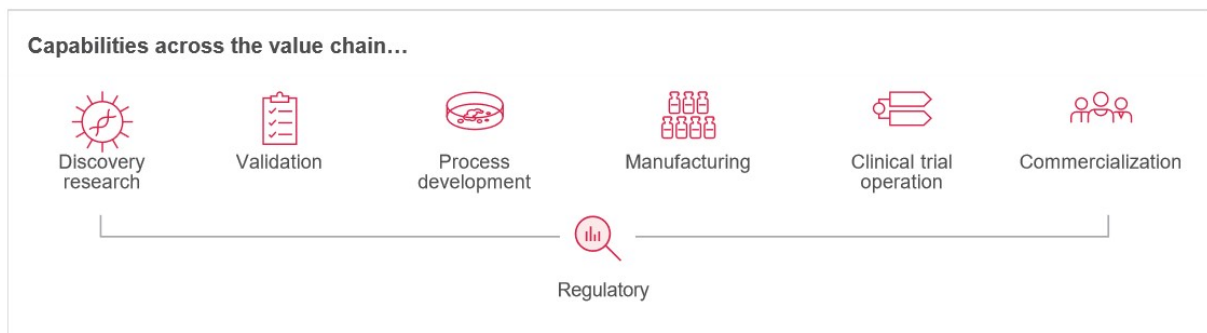 Capabilities across the value chain…
Discovery
research
Validation
Process
development
Manufacturing
Clinical trial
operation
Commercialization
Regulatory